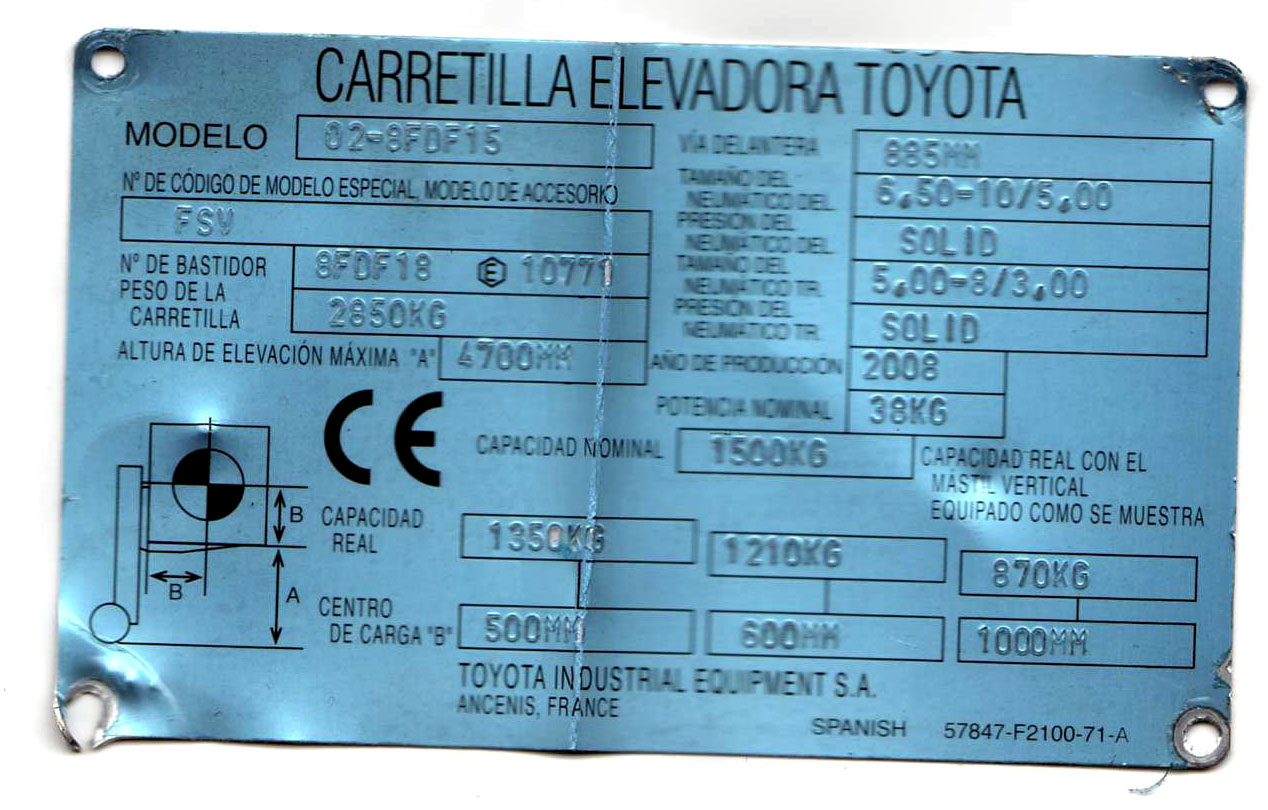 CARRETILLA ELEVADORA TOYOTA
MODELO 02-8FDF15
Nº DE CÓDIGO DE MODELO ESPECIAL, MODELO DE ACCESORIO
FSV
Nº DE BASTIDOR 8FDF18 E 10771
PESO DE LA
CARRETILLA 2850KG
ALTURA DE ELEVACIÓN MÁXIMA "A" 4700MM
VÍA DELANTERA 885MM
TAMAÑO DEL
NEUMÁTICO DEL. 6,50-10/5,00
PRESIÓN DEL
NEUMÁTICO DEL. SOLID
TAMAÑO DEL
NEUMÁTICO TR. 5,00-8/3,00
PRESIÓN DEL
NEUMÁTICO TR. SOLID
AÑO DE PRODUCCIÓN 2008
POTENCIA NOMINAL 38KG
CE
CAPACIDAD NOMINAL 1500KG
CAPACIDAD REAL CON EL
MÁSTIL VERTICAL
EQUIPADO COMO SE MUESTRA
B
B
A
CAPACIDAD
REAL 1350KG 1210KG 870KG
CENTRO
DE CARGA "B" 500MM 600MM 1000MM
TOYOTA INDUSTRIAL EQUIPMENT S.A.
ANCENIS, FRANCE
SPANISH 57847-F2100-71-A